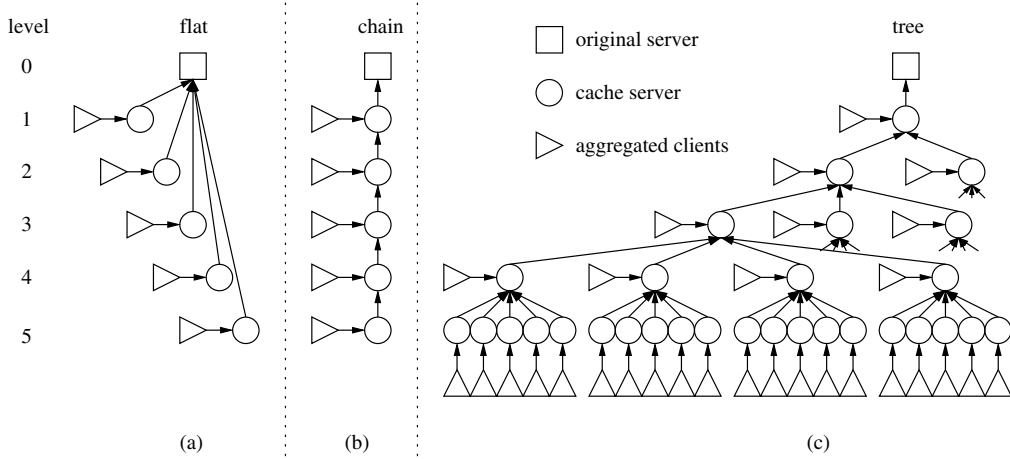 level flat chain tree
0 original server
cache server
1
aggregated clients
2
3
4
5
(a) (b) (c)